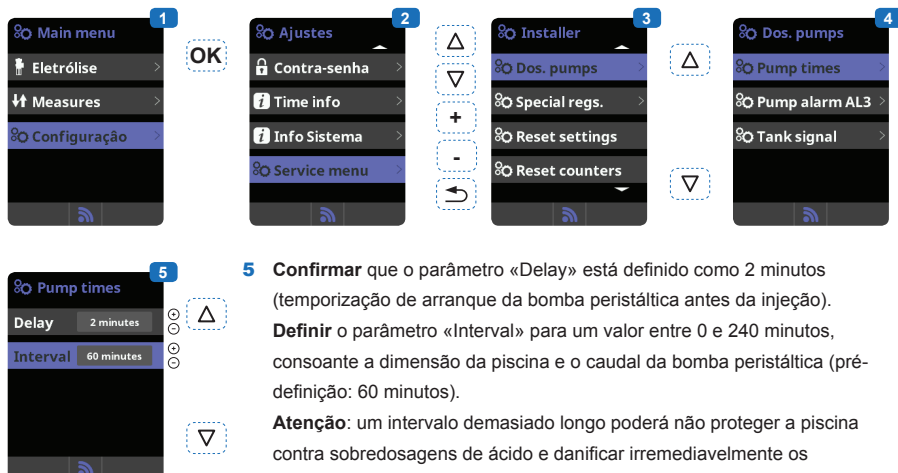 1
Main menu
Eletrólise
Measures
Configuração
OK
2
Ajustes
Contra-senha
Time info
Info Sistema
Service menu
+
-
3
Installer
Dos. pumps
Special regs.
Reset settings
Reset counters
4
Dos. pumps
Pump times
Pump alarm AL3
Tank signal
5
Pump times
Delay 2 minutes
Interval 60 minutes
5 Confirmar que o parâmetro «Delay» está definido como 2 minutos
(temporização de arranque da bomba peristáltica antes da injeção).
Definir o parâmetro «Interval» para um valor entre 0 e 240 minutos,
consoante a dimensão da piscina e o caudal da bomba peristáltica (pré-
definição: 60 minutos).
Atenção: um intervalo demasiado longo poderá não proteger a piscina
contra sobredosagens de ácido e danificar irremediavelmente os